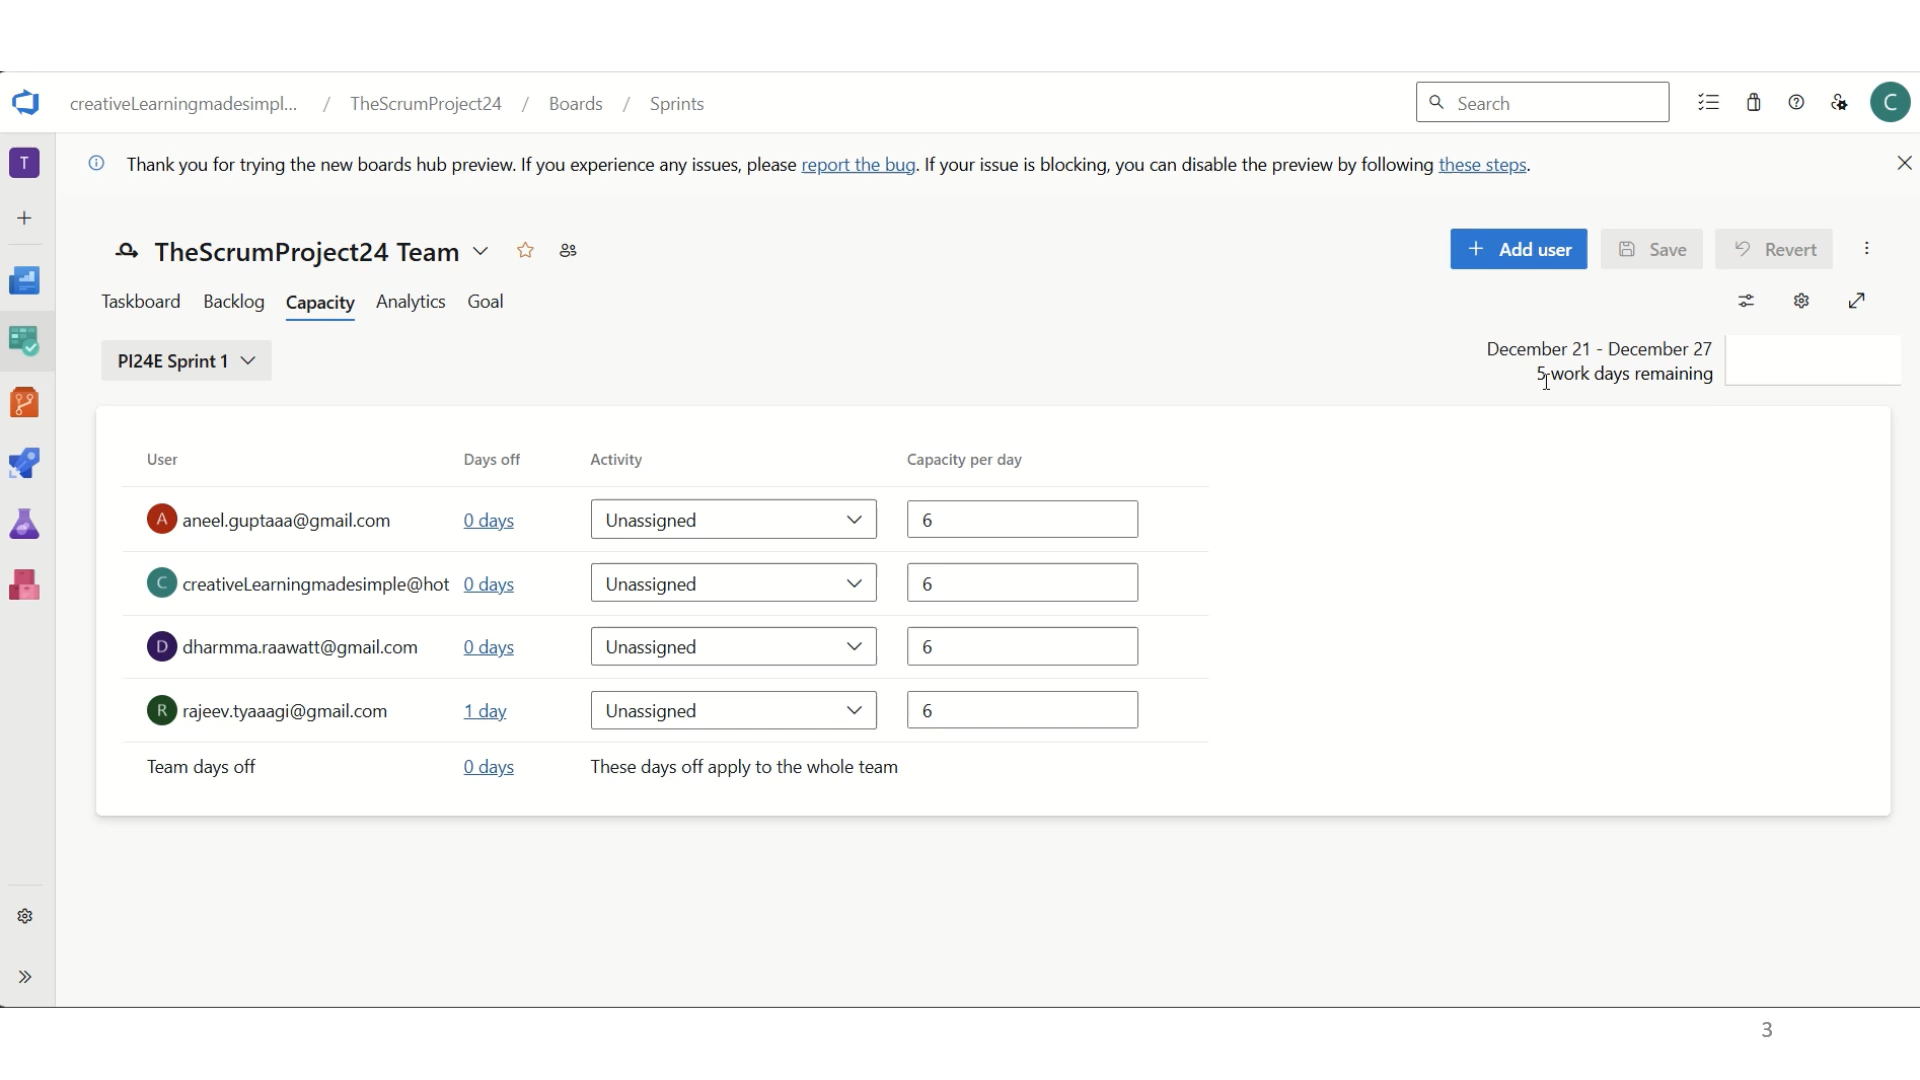 creativeLearningmadesimpl... / TheScrumProject24 / Boards / Sprints
Search
C
T
Thank you for trying the new boards hub preview. If you experience any issues, please report the bug. If your issue is blocking, you can disable the preview by following these steps.
TheScrumProject24 Team
Add user
Save
Revert
Taskboard
Backlog
Capacity
Analytics
Goal
PI24E Sprint 1
December 21 - December 27
5 work days remaining
User
Days off
Activity
Capacity per day
A aneel.guptaaa@gmail.com 0 days Unassigned 6
C creativeLearningmadesimple@hot 0 days Unassigned 6
D dharmma.raawatt@gmail.com 0 days Unassigned 6
R rajeev.tyaaagi@gmail.com 1 day Unassigned 6
Team days off 0 days These days off apply to the whole team
3